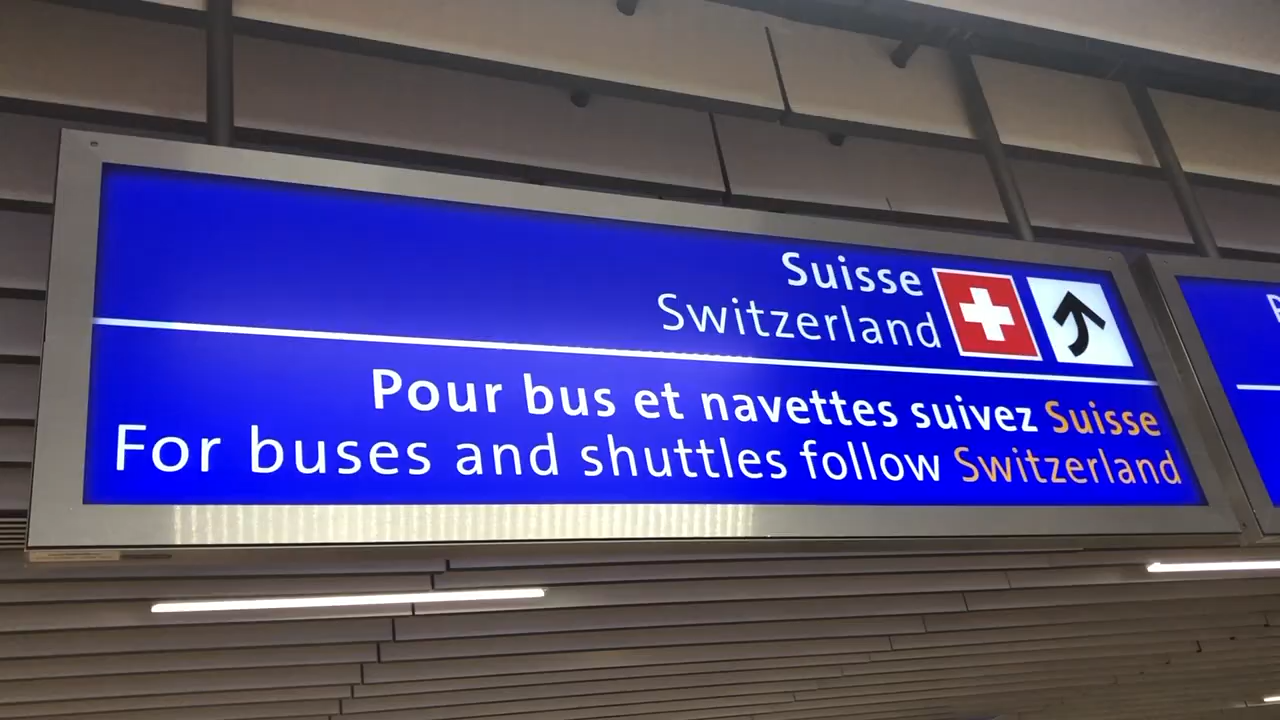 Suisse
Switzerland
Pour bus et navettes suivez Suisse
For buses and shuttles follow Switzerland